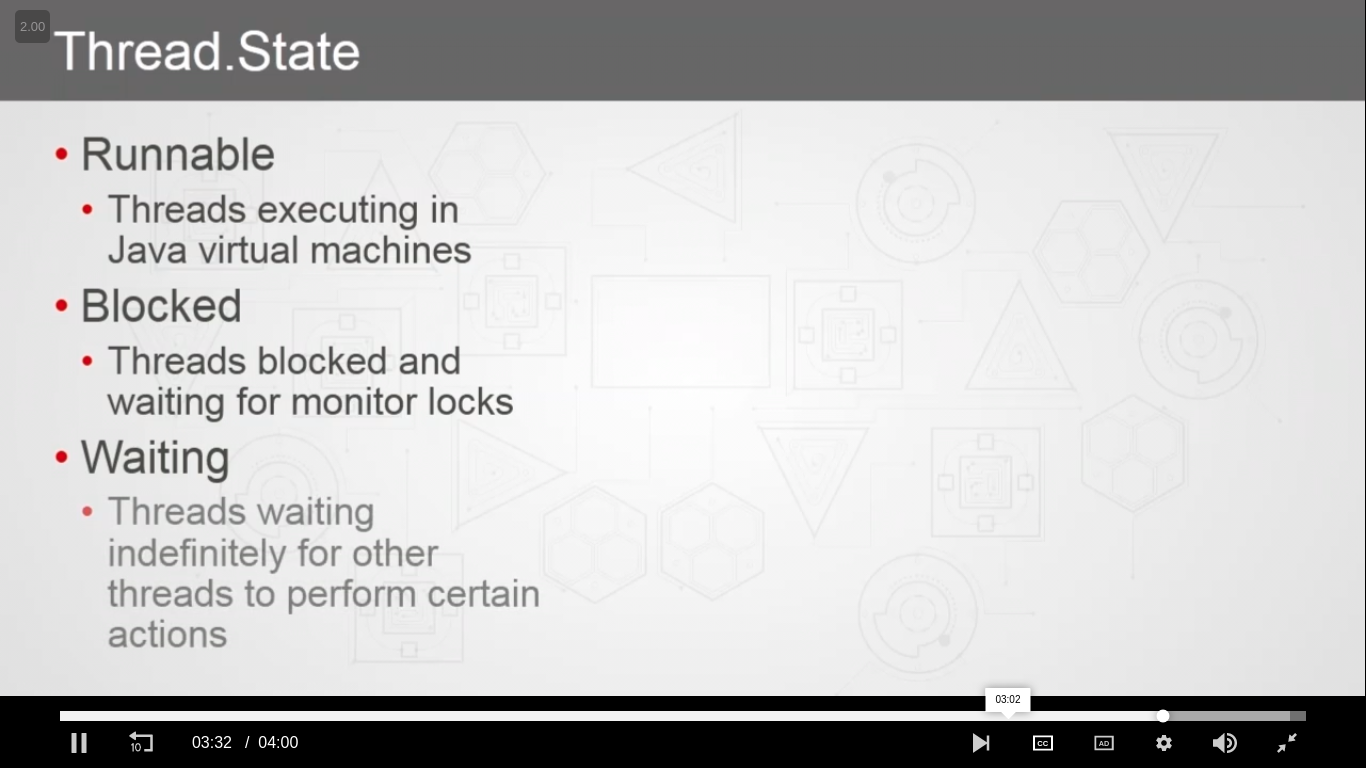 2.00
Thread.State
• Runnable
• Threads executing in
Java virtual machines
• Blocked
• Threads blocked and
waiting for monitor locks
• Waiting
• Threads waiting
indefinitely for other
threads to perform certain
actions
03:02
10
03:32 / 04:00
CC
AD